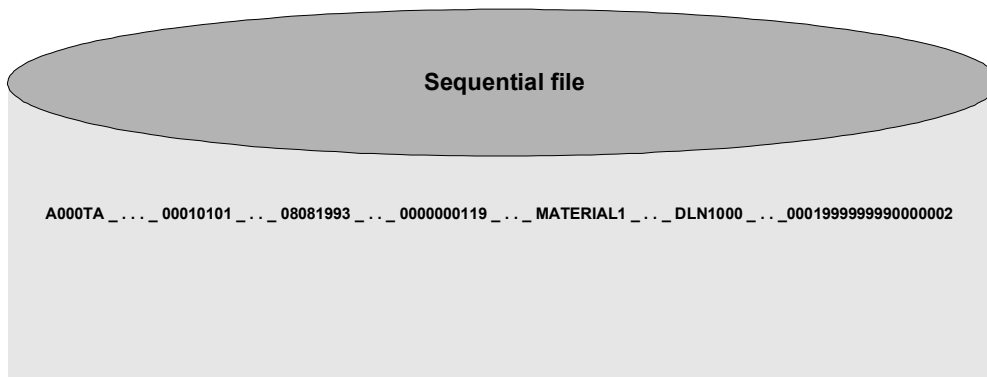 Sequential file
A000TA _ . . . _ 00010101 _ . . _ 08081993 _ . . _ 0000000119 _ . . _ MATERIAL1 _ . . _ DLN1000 _ . . _0001999999990000002